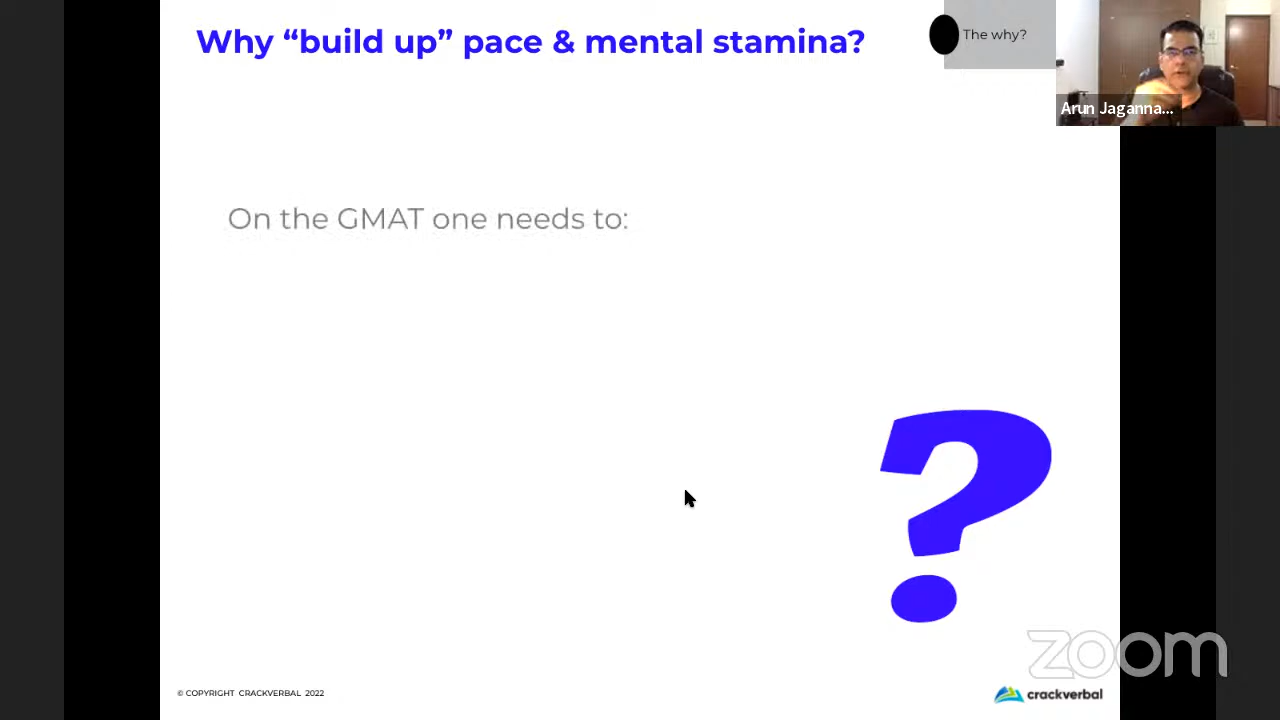 Why “build up” pace & mental stamina?
The why?
Arun Jaganna...
On the GMAT one needs to:
?
zoom
© COPYRIGHT CRACKVERBAL 2022
crackverbal